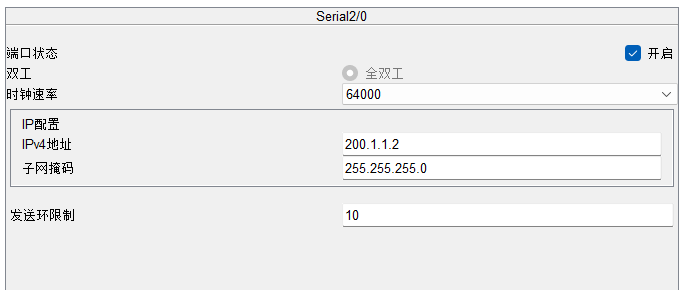 Serial2/0
端口状态 开启
双工 全双工
时钟速率 64000
IP配置
IPv4地址 200.1.1.2
子网掩码 255.255.255.0
发送环限制 10